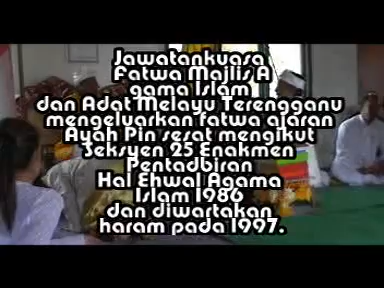 Jawatankuasa
Fatwa Majlis A
gama Islam
dan Adat Melayu Terengganu
mengeluarkan fatwa ajaran
Ayah Pin sesat mengikut
Seksyen 25 Enakmen
Pentadbiran
Hal Ehwal Agama
Islam 1986
dan diwartakan
haram pada 1997.